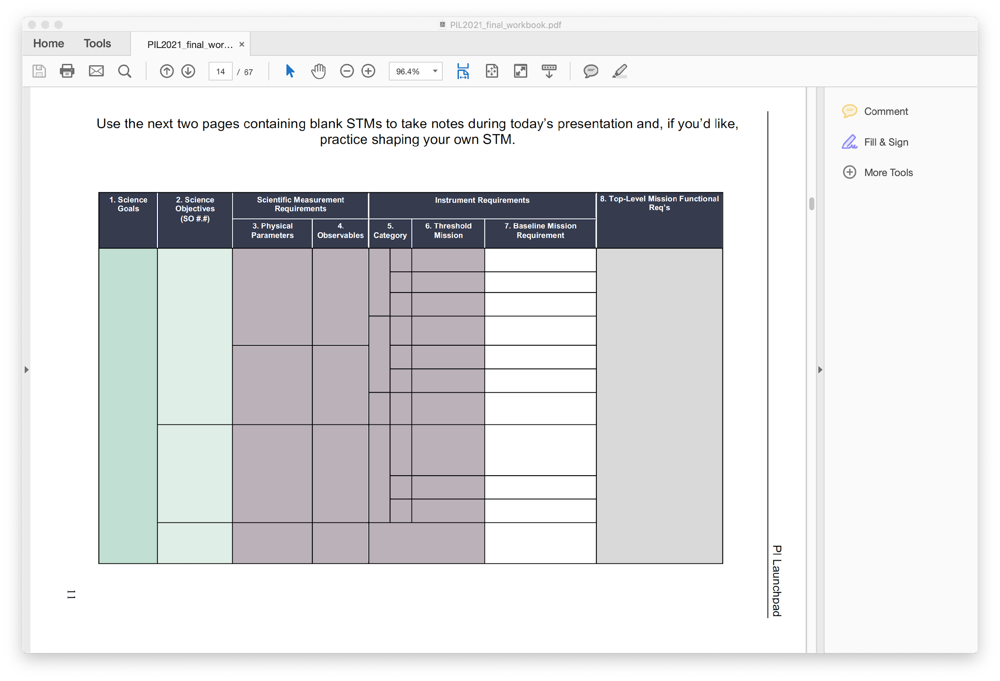 PIL2021_final_workbook.pdf
Home Tools PIL2021_final_wor... ×
14 / 67 96.4%
Comment
Fill & Sign
More Tools
Use the next two pages containing blank STMs to take notes during today’s presentation and, if you’d like,
practice shaping your own STM.
1. Science
Goals
2. Science
Objectives
(SO #.#)
Scientific Measurement
Requirements
3. Physical
Parameters
4.
Observables
Instrument Requirements
5.
Category
6. Threshold
Mission
7. Baseline Mission
Requirement
8. Top-Level Mission Functional
Req’s
11
PI Launchpad